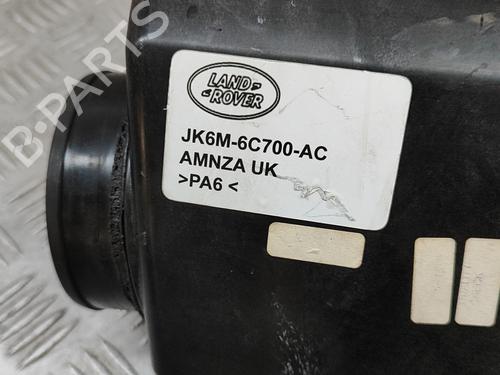 LAND
ROVER
JK6M-6C700-AC
AMNZA UK
>PA6<
B-PARTS